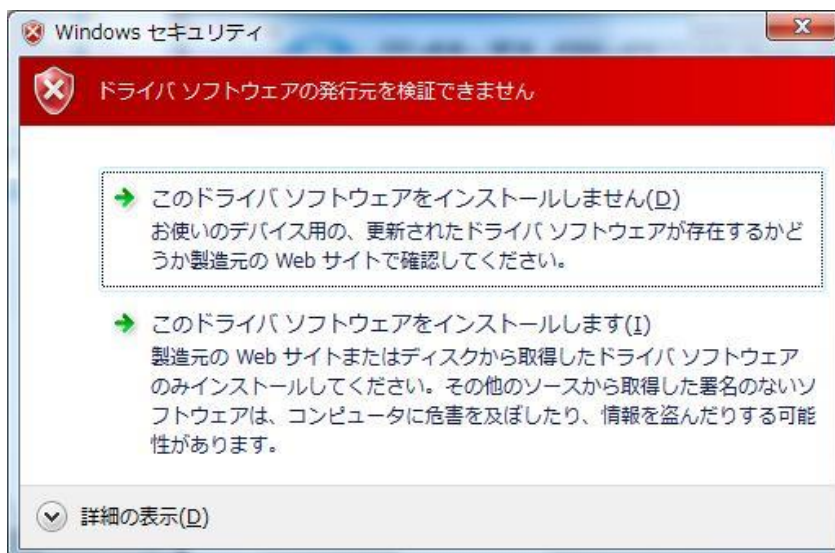 Windows セキュリティ
ドライバ ソフトウェアの発行元を検証できません
このドライバ ソフトウェアをインストールしません(D)
お使いのデバイス用の、更新されたドライバ ソフトウェアが存在するかど
うか製造元の Web サイトで確認してください。
このドライバ ソフトウェアをインストールします(I)
製造元の Web サイトまたはディスクから取得したドライバ ソフトウェア
のみインストールしてください。その他のソースから取得した署名のないソ
フトウェアは、コンピュータに危害を及ぼしたり、情報を盗んだりする可能
性があります。
詳細の表示(D)